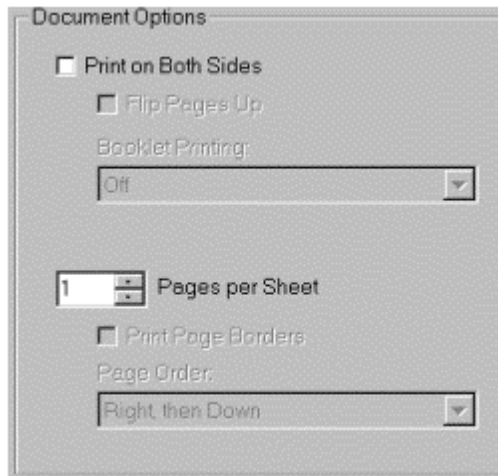 Document Options
Print on Both Sides
Flip Pages Up
Booklet Printing:
Off
1 Pages per Sheet
Print Page Borders
Page Order:
Right, then Down